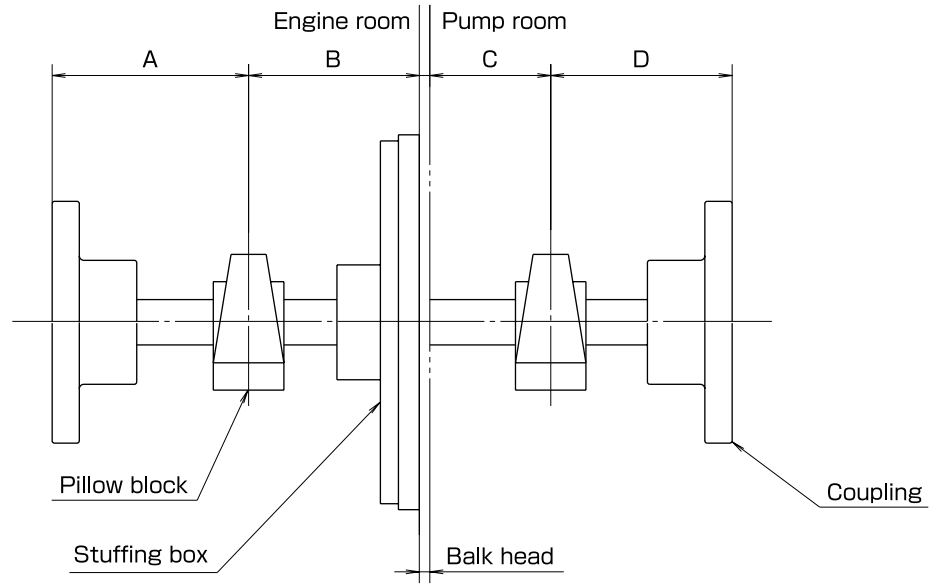 Engine room
Pump room
A
B
C
D
Pillow block
Coupling
Stuffing box
Balk head